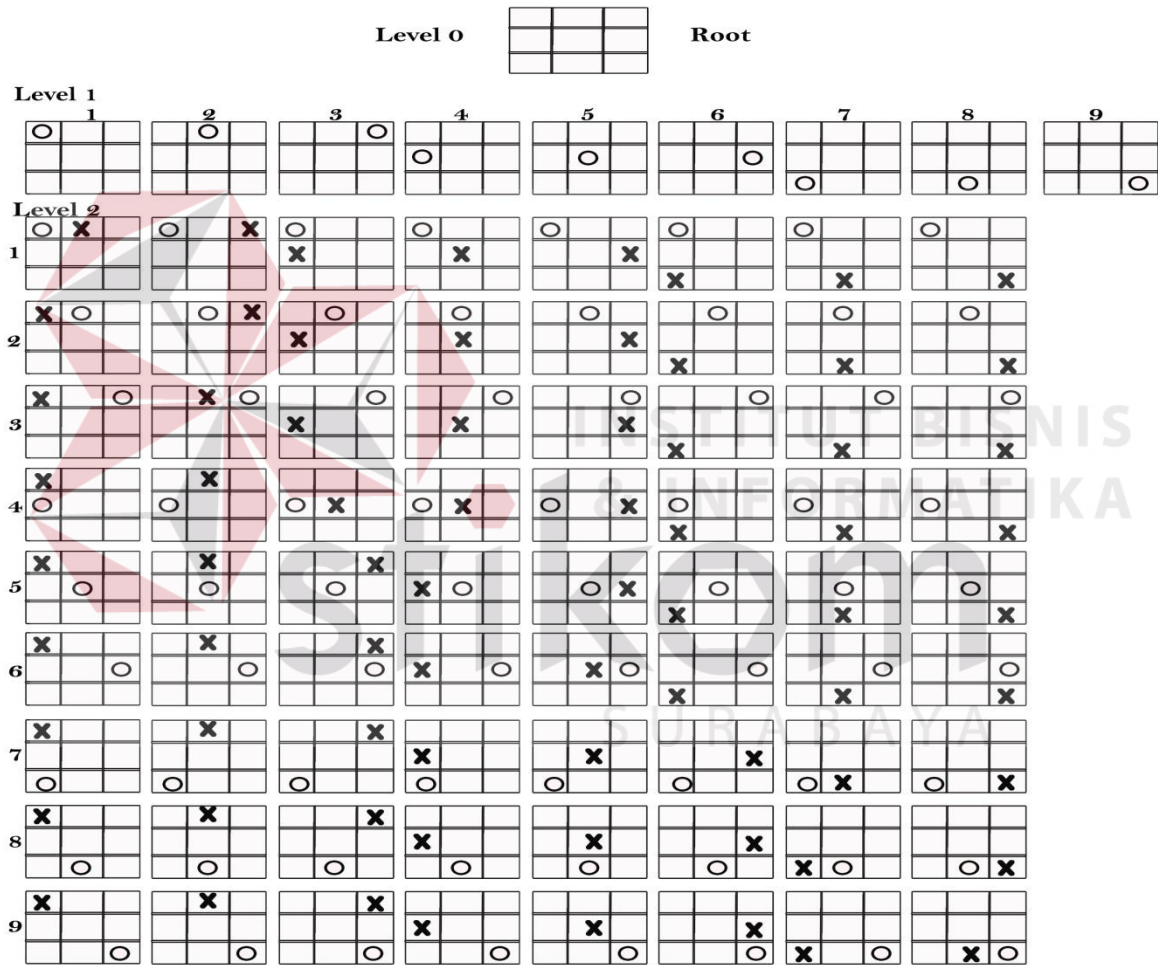 Level 0 Root
Level 1
1 2 3 4 5 6 7 8 9
Level 2
1
2
3
4
5
6
7
8
9
INSTITUT BISNIS
& INFORMATIKA
stikom
SURABAYA